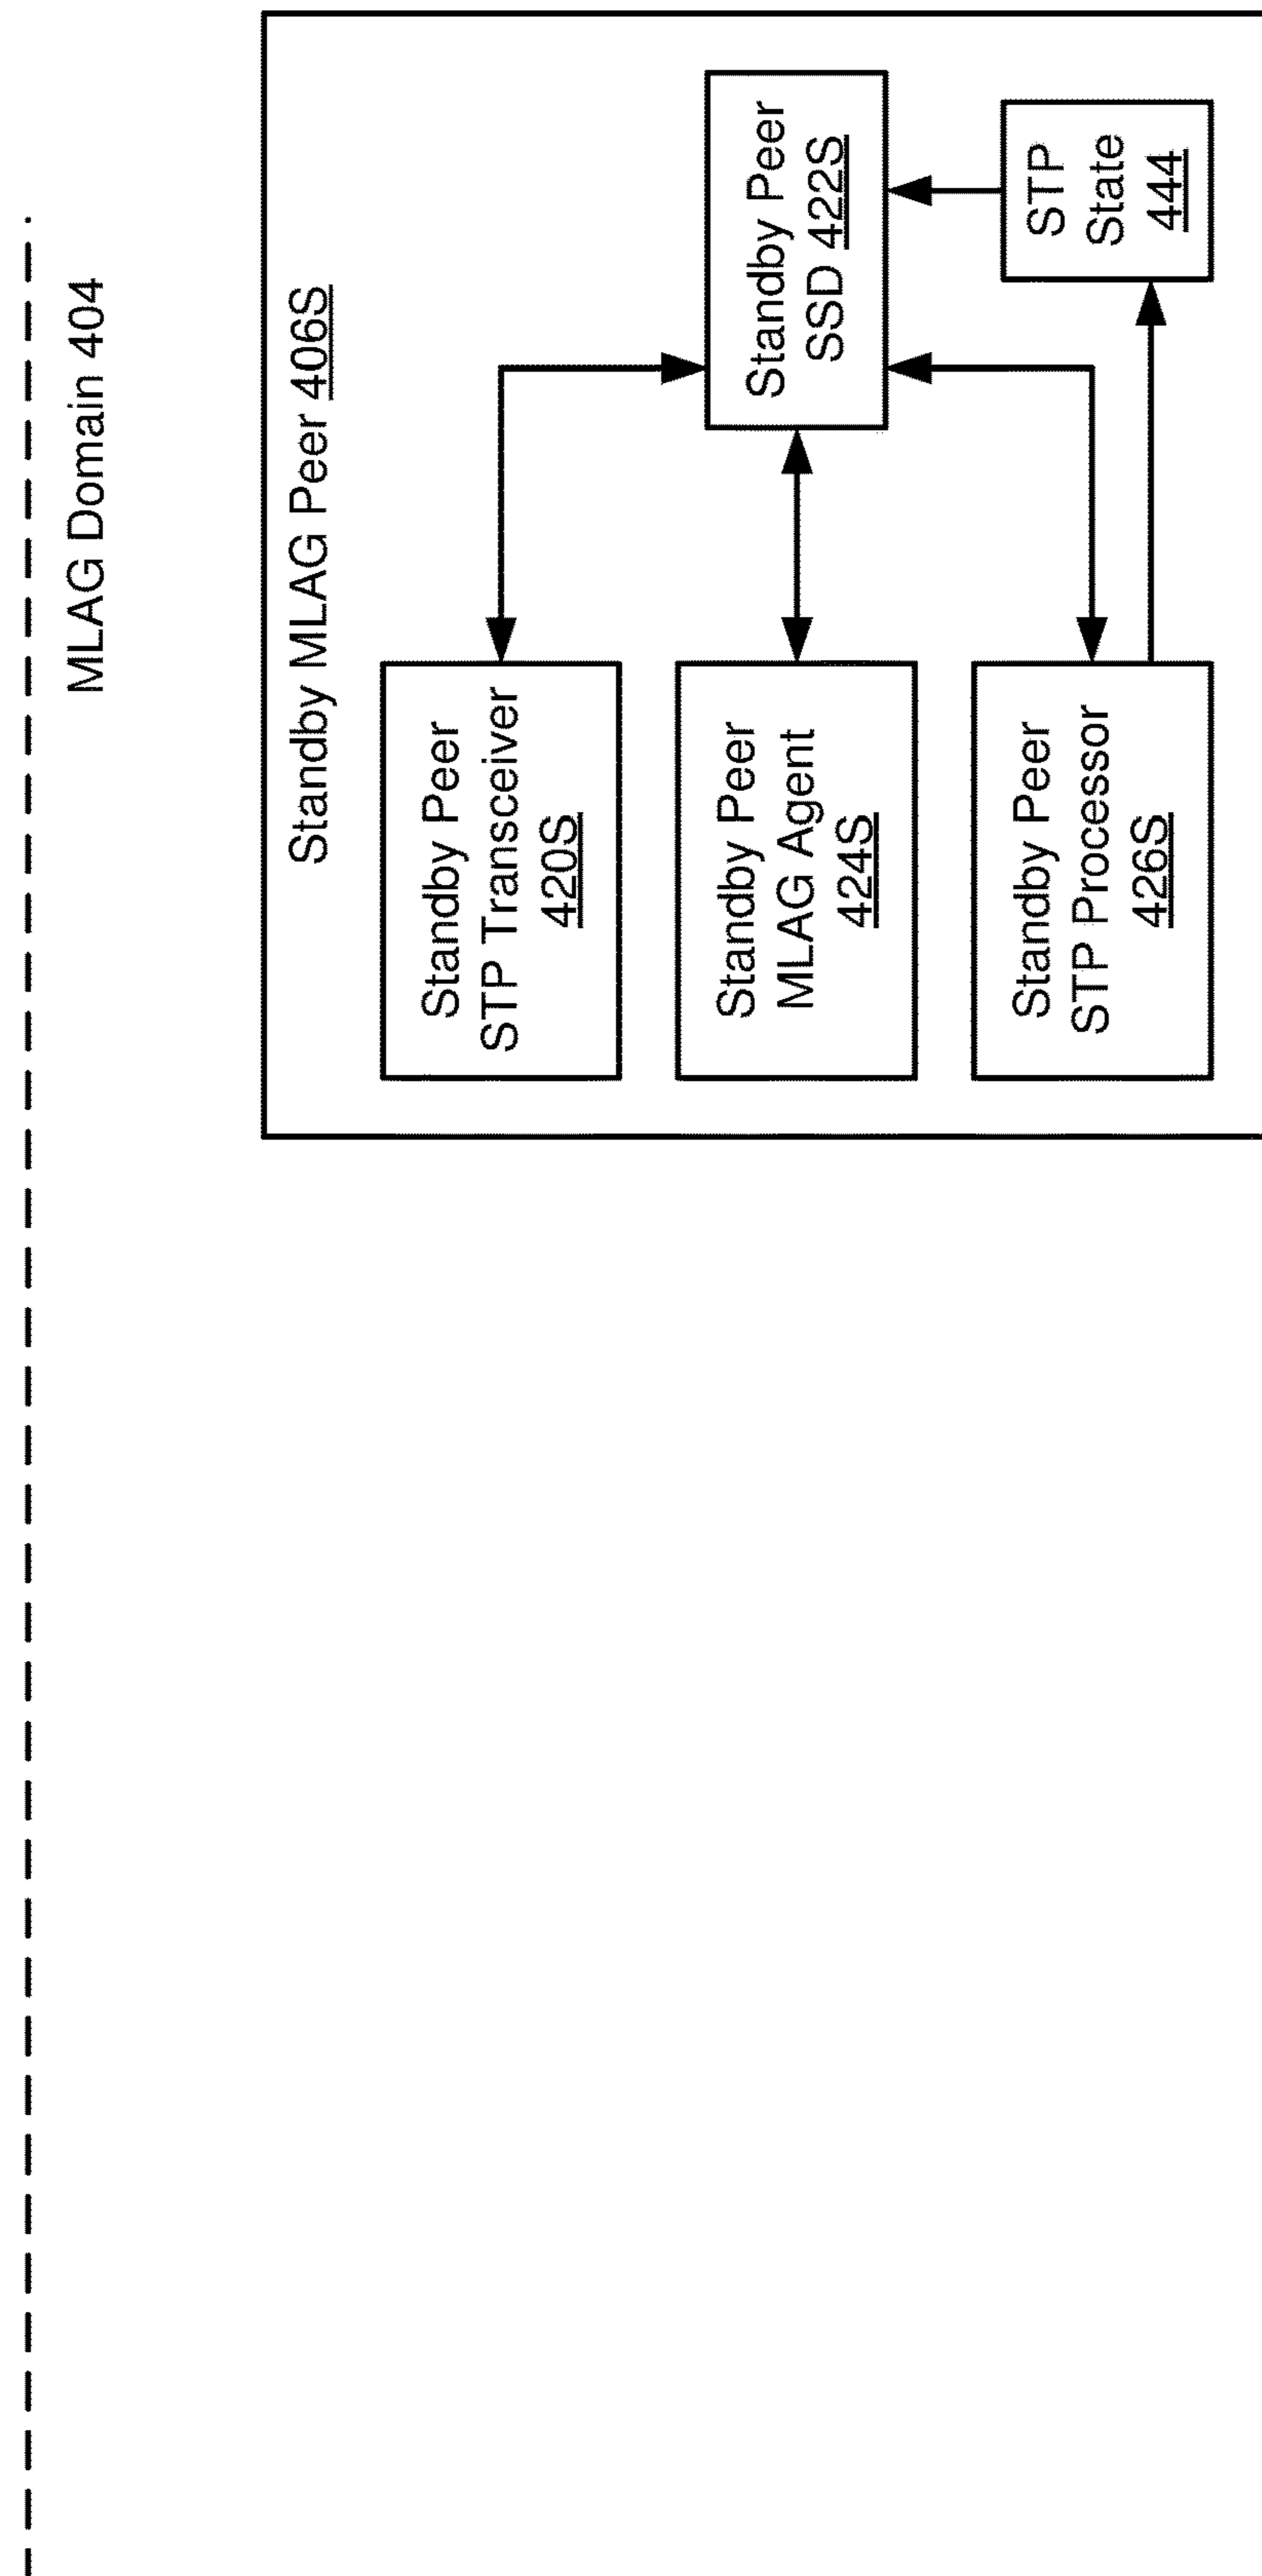 MLAG Domain 404
Standby MLAG Peer 406S
Standby Peer
STP Transceiver
420S
Standby Peer
SSD 422S
Standby Peer
MLAG Agent
424S
Standby Peer
STP Processor
426S
STP
State
444